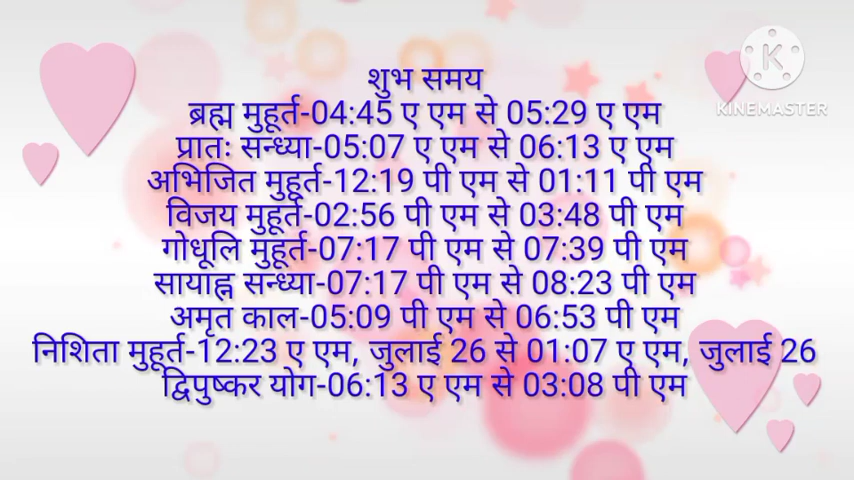 शुभ समय
ब्रह्म मुहूर्त-04:45 ए एम से 05:29 ए एम
प्रातः सन्ध्या-05:07 ए एम से 06:13 ए एम
अभिजित मुहूर्त-12:19 पी एम से 01:11 पी एम
विजय मुहूर्त-02:56 पी एम से 03:48 पी एम
गोधूलि मुहूर्त-07:17 पी एम से 07:39 पी एम
सायाह्न सन्ध्या-07:17 पी एम से 08:23 पी एम
अमृत काल-05:09 पी एम से 06:53 पी एम
निशिता मुहूर्त-12:23 ए एम, जुलाई 26 से 01:07 ए एम, जुलाई 26
द्विपुष्कर योग-06:13 ए एम से 03:08 पी एम
K
KINEMASTER